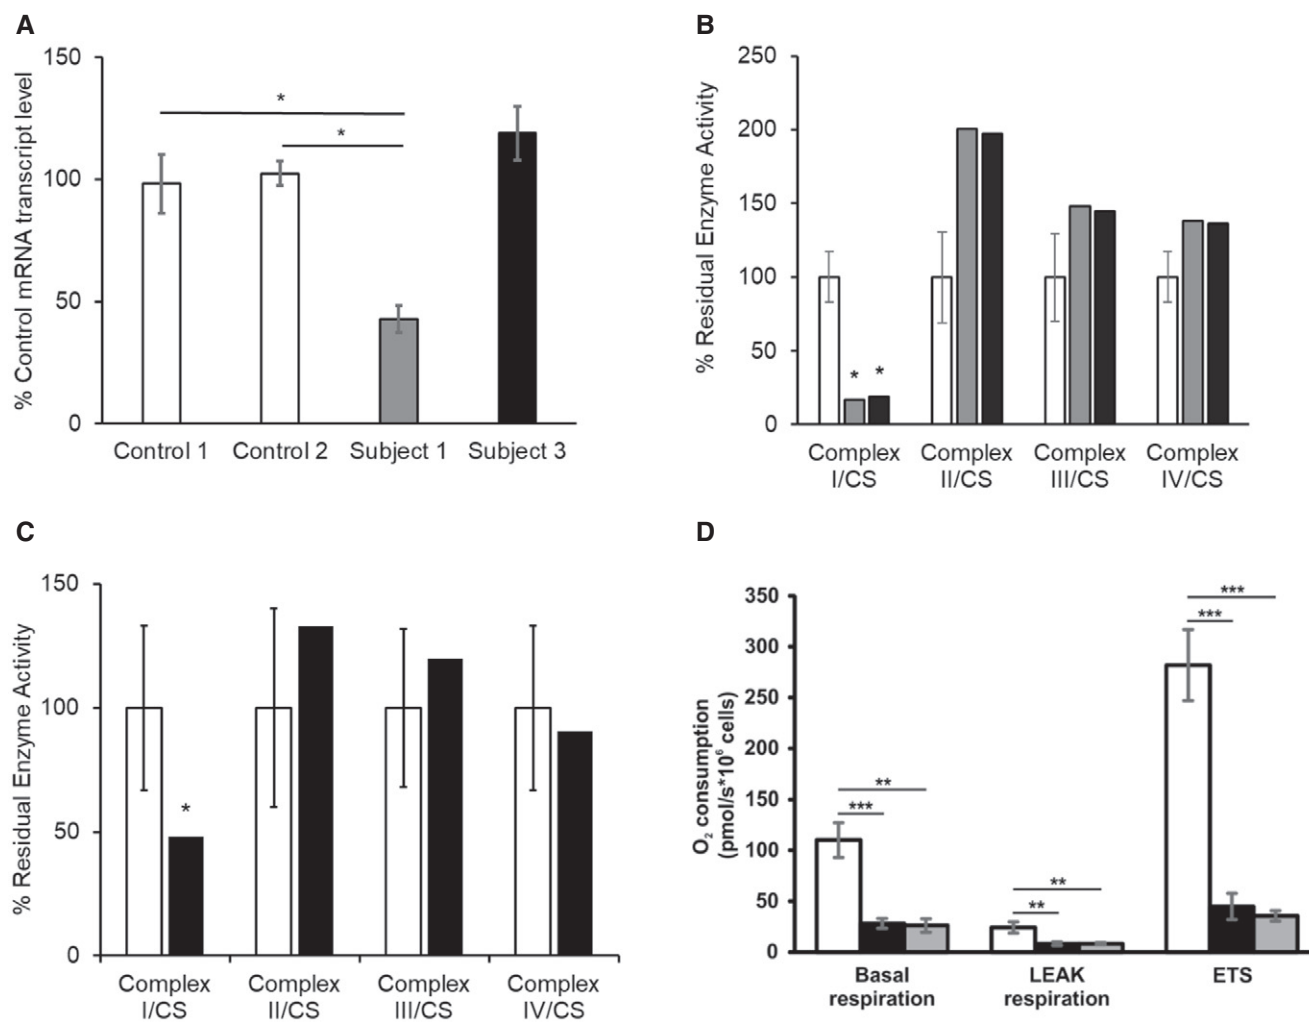 A
% Control mRNA transcript level
150
100
50
0
*
*
Control 1
Control 2
Subject 1
Subject 3
B
% Residual Enzyme Activity
250
200
150
100
50
0
*
*
Complex
I/CS
Complex
II/CS
Complex
III/CS
Complex
IV/CS
C
% Residual Enzyme Activity
150
100
50
0
*
Complex
I/CS
Complex
II/CS
Complex
III/CS
Complex
IV/CS
D
O₂ consumption
(pmol/s*10⁶ cells)
350
300
250
200
150
100
50
0
**
***
**
**
***
***
Basal
respiration
LEAK
respiration
ETS